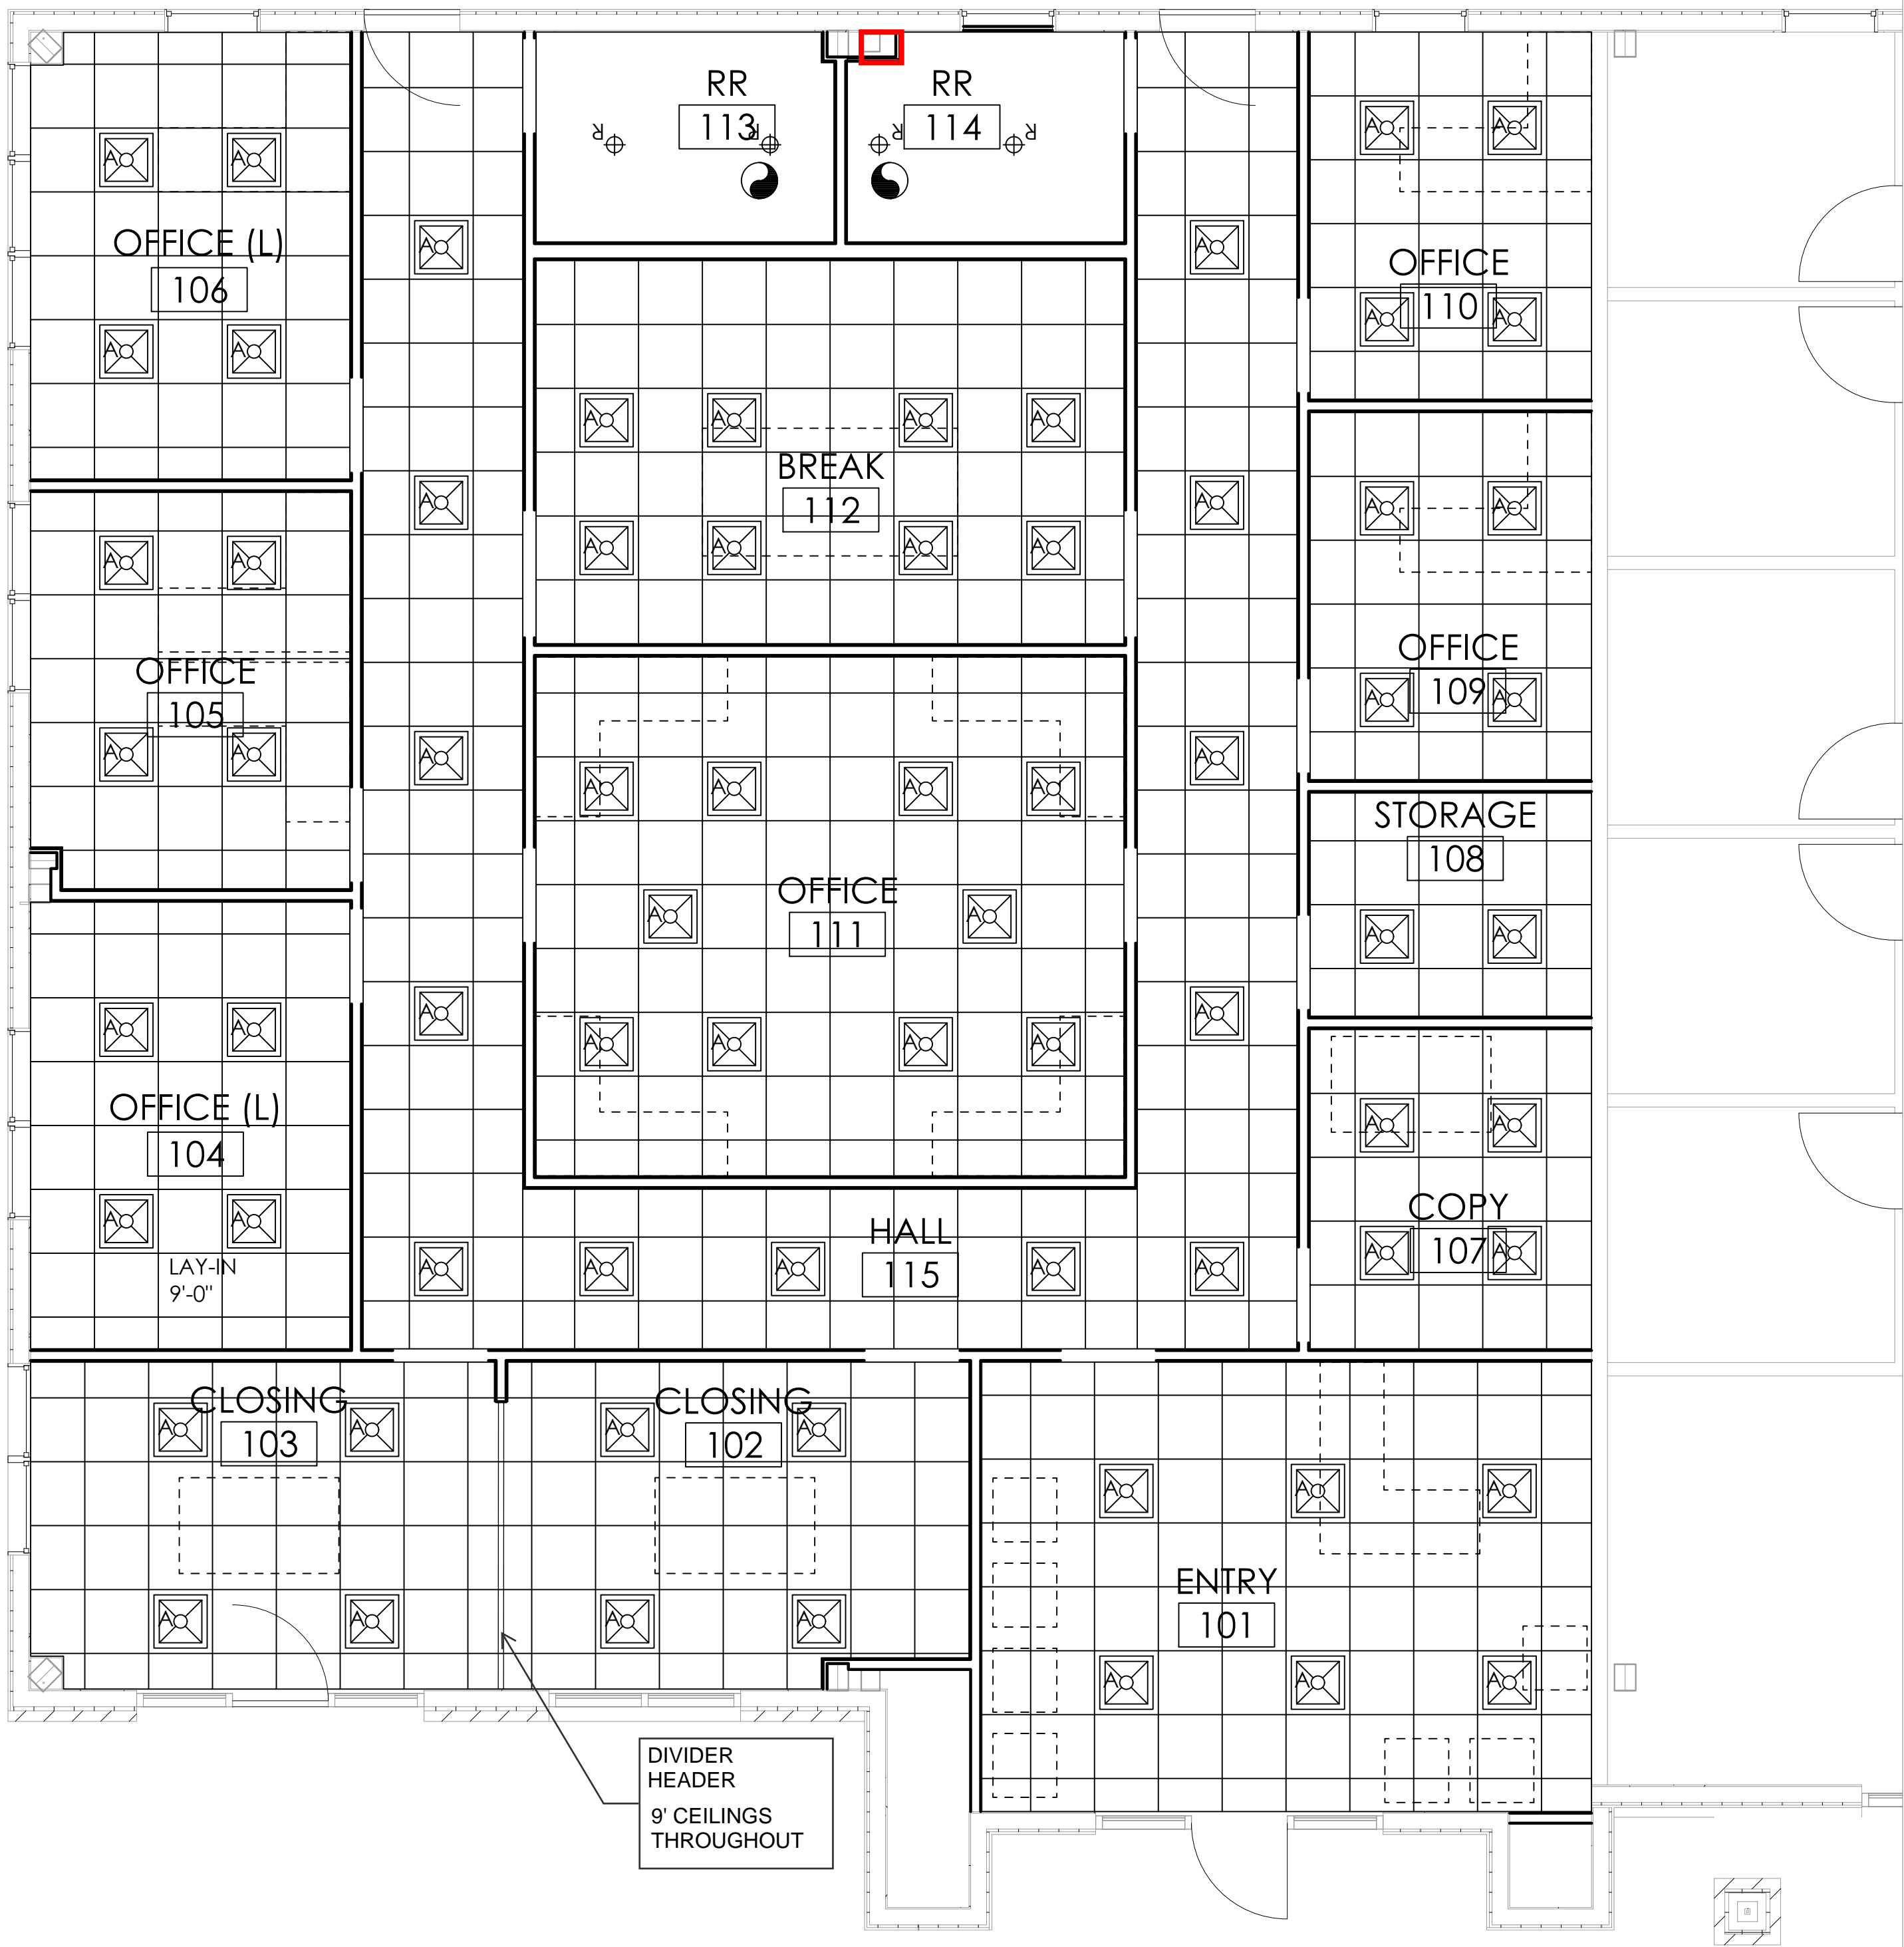 RR
113
RR
114
R
R
R
R
OFFICE (L)
106
A
A
A
A
OFFICE
110
A
A
A
A
BREAK
112
A
A
A
A
A
A
A
A
OFFICE
105
A
A
A
A
OFFICE
109
A
A
A
A
STORAGE
108
A
A
OFFICE
111
A
A
A
A
A
A
A
A
A
A
OFFICE (L)
104
A
A
A
A
LAY-IN
9'-0"
COPY
107
A
A
A
A
HALL
115
A
A
A
A
A
A
A
A
A
A
A
A
A
CLOSING
103
A
A
A
A
CLOSING
102
A
A
A
A
ENTRY
101
A
A
A
A
A
A
DIVIDER
HEADER
9' CEILINGS
THROUGHOUT